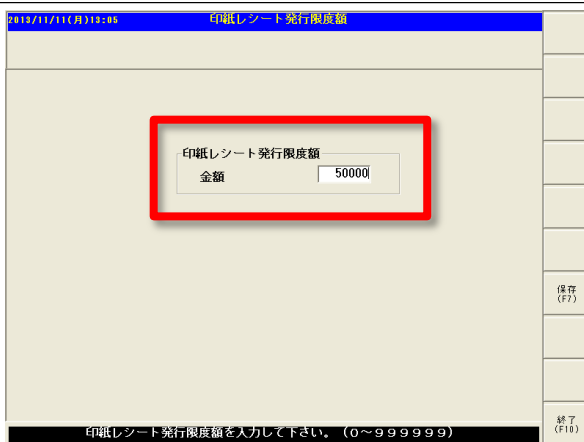 2013/11/11(月)13:05 印紙レシート発行限度額
印紙レシート発行限度額
金額 50000
保存
(F7)
終了
(F10)
印紙レシート発行限度額を入力して下さい。(0～999999)